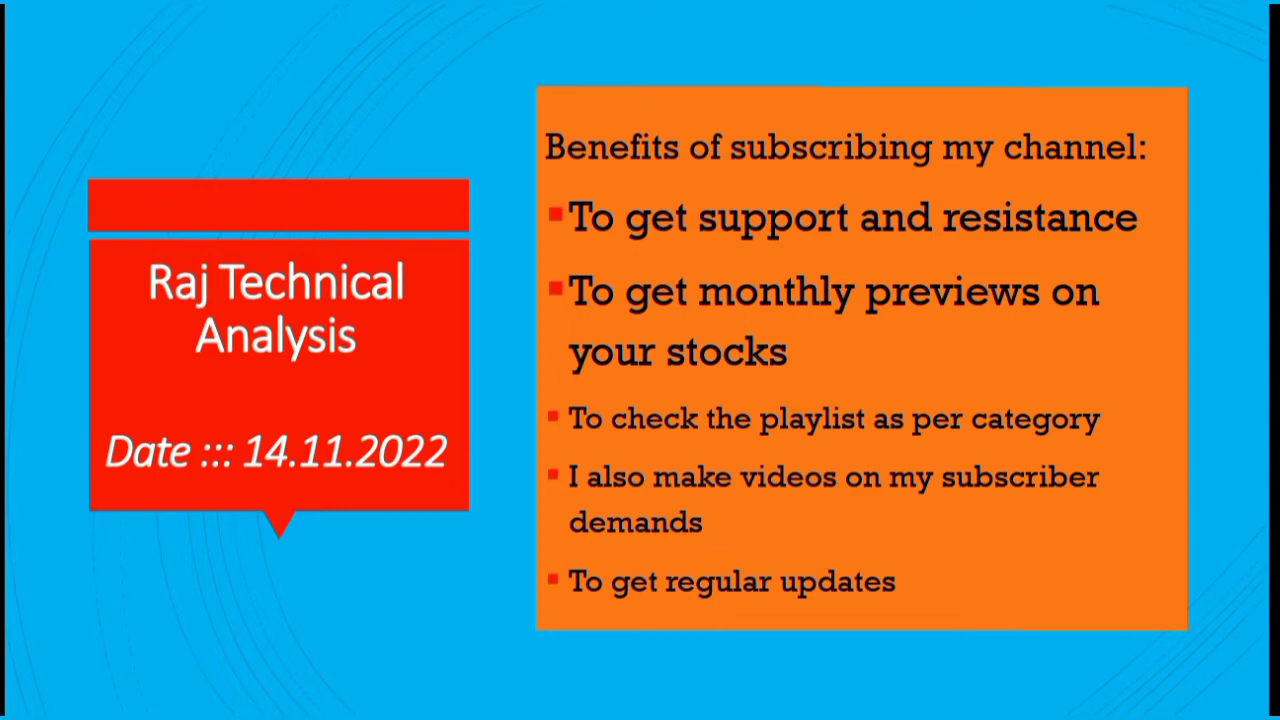 Raj Technical
Analysis
Date ::: 14.11.2022
Benefits of subscribing my channel:
▪To get support and resistance
▪To get monthly previews on
your stocks
▪ To check the playlist as per category
▪ I also make videos on my subscriber
demands
▪ To get regular updates